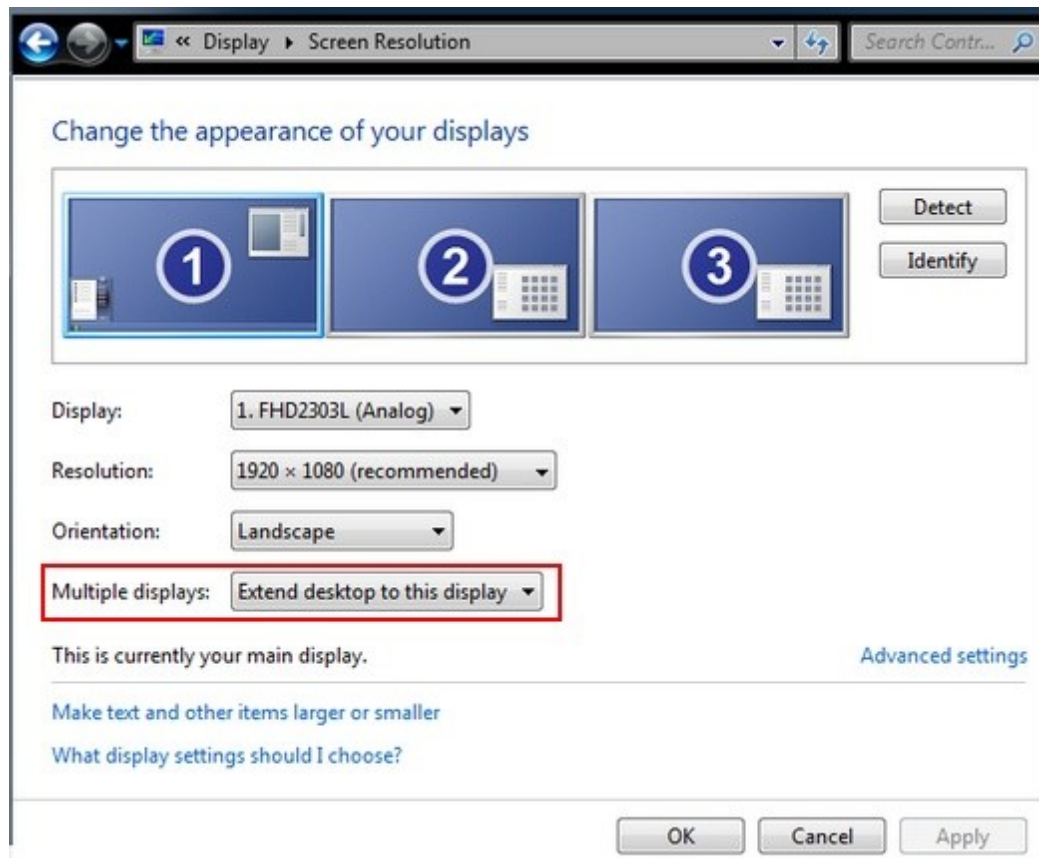 « Display ▸ Screen Resolution
Search Contr...
Change the appearance of your displays
1
2
3
Detect
Identify
Display: 1. FHD2303L (Analog)
Resolution: 1920 × 1080 (recommended)
Orientation: Landscape
Multiple displays: Extend desktop to this display
This is currently your main display. Advanced settings
Make text and other items larger or smaller
What display settings should I choose?
OK Cancel Apply